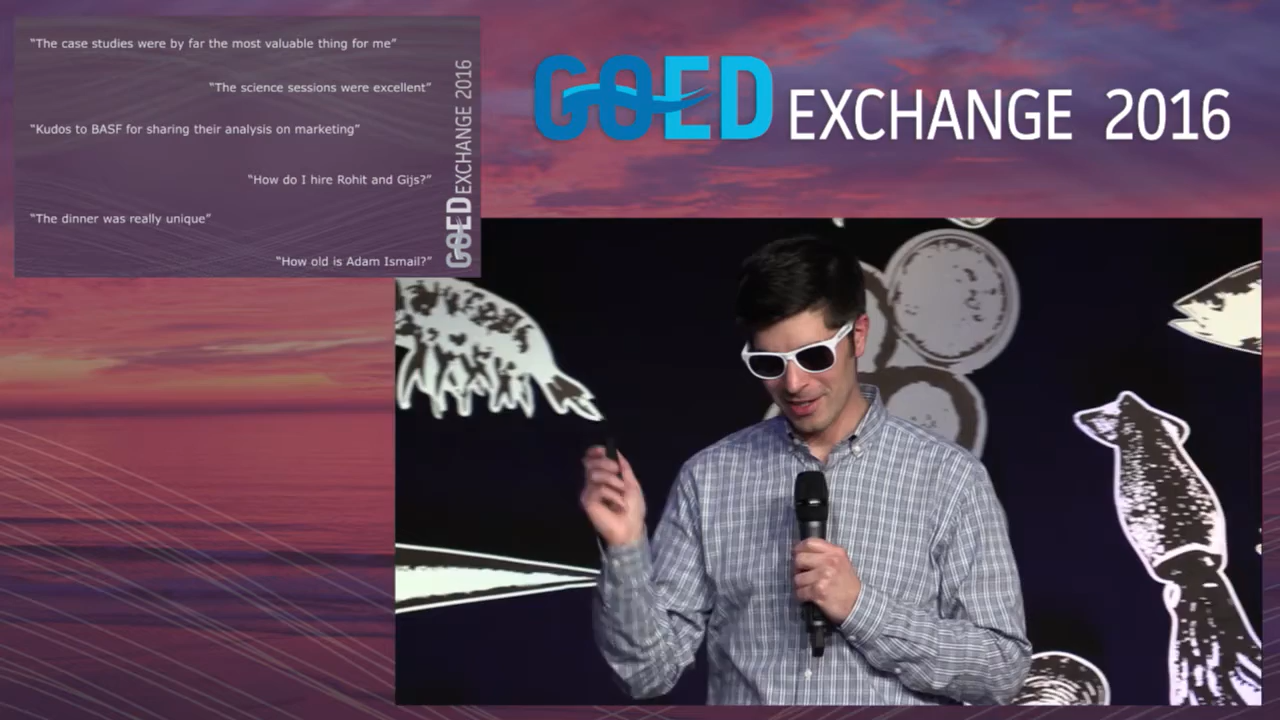 “The case studies were by far the most valuable thing for me”
“The science sessions were excellent”
“Kudos to BASF for sharing their analysis on marketing”
“How do I hire Rohit and Gijs?”
“The dinner was really unique”
“How old is Adam Ismail?”
GOED EXCHANGE 2016
GOED EXCHANGE 2016